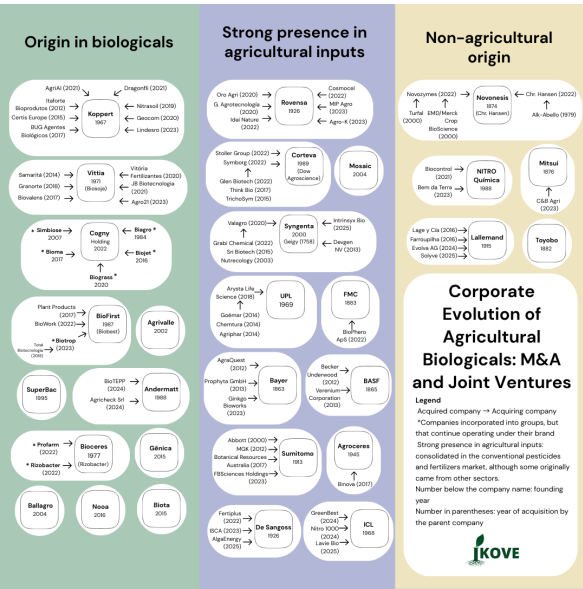 Origin in biologicals
AgriAI (2021)
Dragon1S (2021)
Itaforte
Bioprodutos (2012)
Certis Europe (2015)
BUG Agentes
Biológicos (2017)
Koppert
1967
Nitrasoil (2019)
Geocom (2020)
Lindesro (2023)
Samaritá (2014)
Granorte (2018)
Biovalens (2017)
Vittia
1971
(Biosoja)
Vitória
Fertilizantes (2020)
JB Biotecnologia
(2021)
Agro21 (2023)
* Simbiose
2007
* Bioma
2017
Cogny
Holding
2022
Biagro *
1984
Biojet *
2016
Biograss *
2020
Plant Products
(2017)
BioWork (2022)
* Biotrop
(2023)
Total
Biotecnologia
(2018)
BioFirst
1987
(Biobest)
Agrivalle
2002
SuperBac
1995
BioTEPP
(2024)
Agricheck Srl
(2024)
Andermatt
1988
* Profarm
(2022)
* Rizobacter
(2022)
Bioceres
1977
(Rizobacter)
Génica
2015
Ballagro
2004
Nooa
2016
Biota
2015
Strong presence in
agricultural inputs
Oro Agri (2020)
G. Agrotecnología
(2020)
Idai Nature
(2022)
Rovensa
1926
Cosmocel
(2022)
MIP Agro
(2023)
Agro-K (2023)
Stoller Group (2022)
Symborg (2022)
Glen Biotech (2022)
Think Bio (2017)
TrichoSym (2015)
Corteva
1989
(Dow
Agroscience)
Mosaic
2004
Valagro (2020)
Grabi Chemical (2022)
Sri Biotech (2015)
Nutrecology (2003)
Syngenta
2000
Geigy (1758)
Intrinsyx Bio
(2025)
Devgen
NV (2013)
Arysta Life
Science (2018)
Goëmar (2014)
Chemtura (2014)
Agriphar (2014)
UPL
1969
FMC
1883
BioPhero
ApS (2022)
AgraQuest
(2012)
Prophyta GmbH
(2013)
Ginkgo
Bioworks
(2023)
Bayer
1863
Becker
Underwood
(2012)
Verenium
Corporation
(2013)
BASF
1865
Abbott (2000)
MGK (2012)
Botanical Resources
Australia (2017)
FBSciences Holdings
(2023)
Sumitomo
1913
Agroceres
1945
Binova (2017)
Fertiplus
(2022)
ISCA (2023)
AlgaEnergy
(2025)
De Sangoss
1926
GreenBest
(2024)
Nitro 1000
(2024)
Lavie Bio
(2025)
ICL
1968
Non-agricultural
origin
Novozymes (2022)
Turfal
(2000)
EMD/Merck
Crop
BioScience
(2000)
Novonesis
1874
(Chr. Hansen)
Chr. Hansen (2022)
Alk-Abello (1979)
Biocontrol
(2021)
Bem da Terra
(2023)
NITRO
Química
1988
Mitsui
1876
C&B Agri
(2023)
Lage y Cía (2016)
Farroupilha (2016)
Evolva AG (2024)
Solyve (2025)
Lallemand
1915
Toyobo
1882
Corporate
Evolution of
Agricultural
Biologicals: M&A
and Joint Ventures
Legend
Acquired company → Acquiring company
*Companies incorporated into groups, but
that continue operating under their brand
Strong presence in agricultural inputs:
consolidated in the conventional pesticides
and fertilizers market, although some originally
came from other sectors.
Number below the company name: founding
year
Number in parentheses: year of acquisition by
the parent company
IKOVE